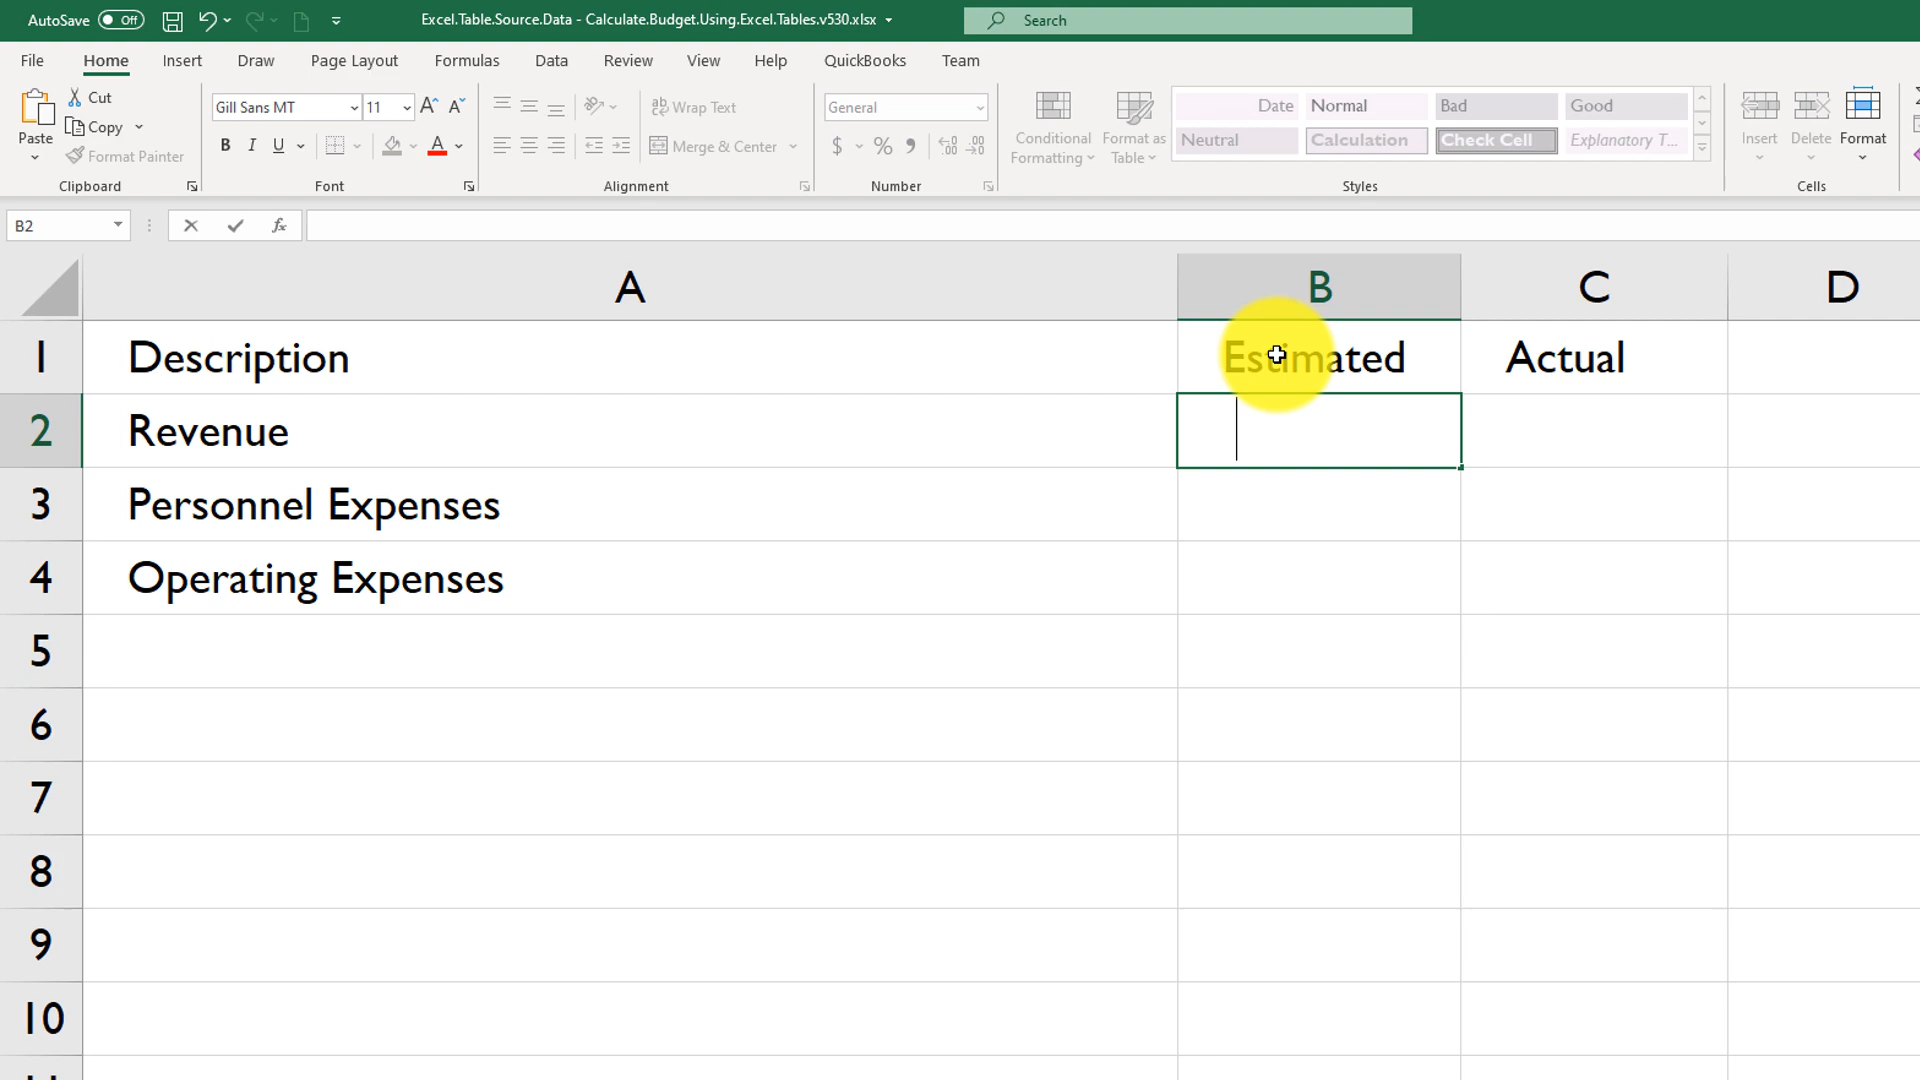 AutoSave Off Excel.Table.Source.Data - Calculate.Budget.Using.Excel.Tables.v530.xlsx Search
File Home Insert Draw Page Layout Formulas Data Review View Help QuickBooks Team
Paste
Cut
Copy
Format Painter
Clipboard
Gill Sans MT 11
B I U
Font
Wrap Text
Merge & Center
Alignment
General
$ % 9
Number
Conditional Formatting
Format as Table
Date Normal Bad Good
Neutral Calculation Check Cell Explanatory T...
Styles
Insert Delete Format
Cells
B2 fx
A B C D
1 Description Estimated Actual
2 Revenue
3 Personnel Expenses
4 Operating Expenses
5
6
7
8
9
10